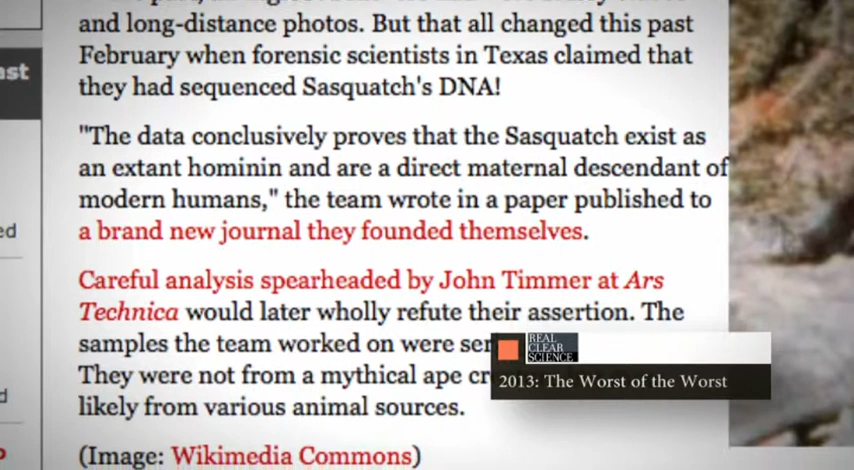 and long-distance photos. But that all changed this past
February when forensic scientists in Texas claimed that
they had sequenced Sasquatch's DNA!
"The data conclusively proves that the Sasquatch exist as
an extant hominin and are a direct maternal descendant of
modern humans," the team wrote in a paper published to
a brand new journal they founded themselves.
Careful analysis spearheaded by John Timmer at Ars
Technica would later wholly refute their assertion. The
samples the team worked on were
They were not from a mythical ape
likely from various animal sources.
(Image: Wikimedia Commons)
REAL
CLEAR
SCIENCE
2013: The Worst of the Worst